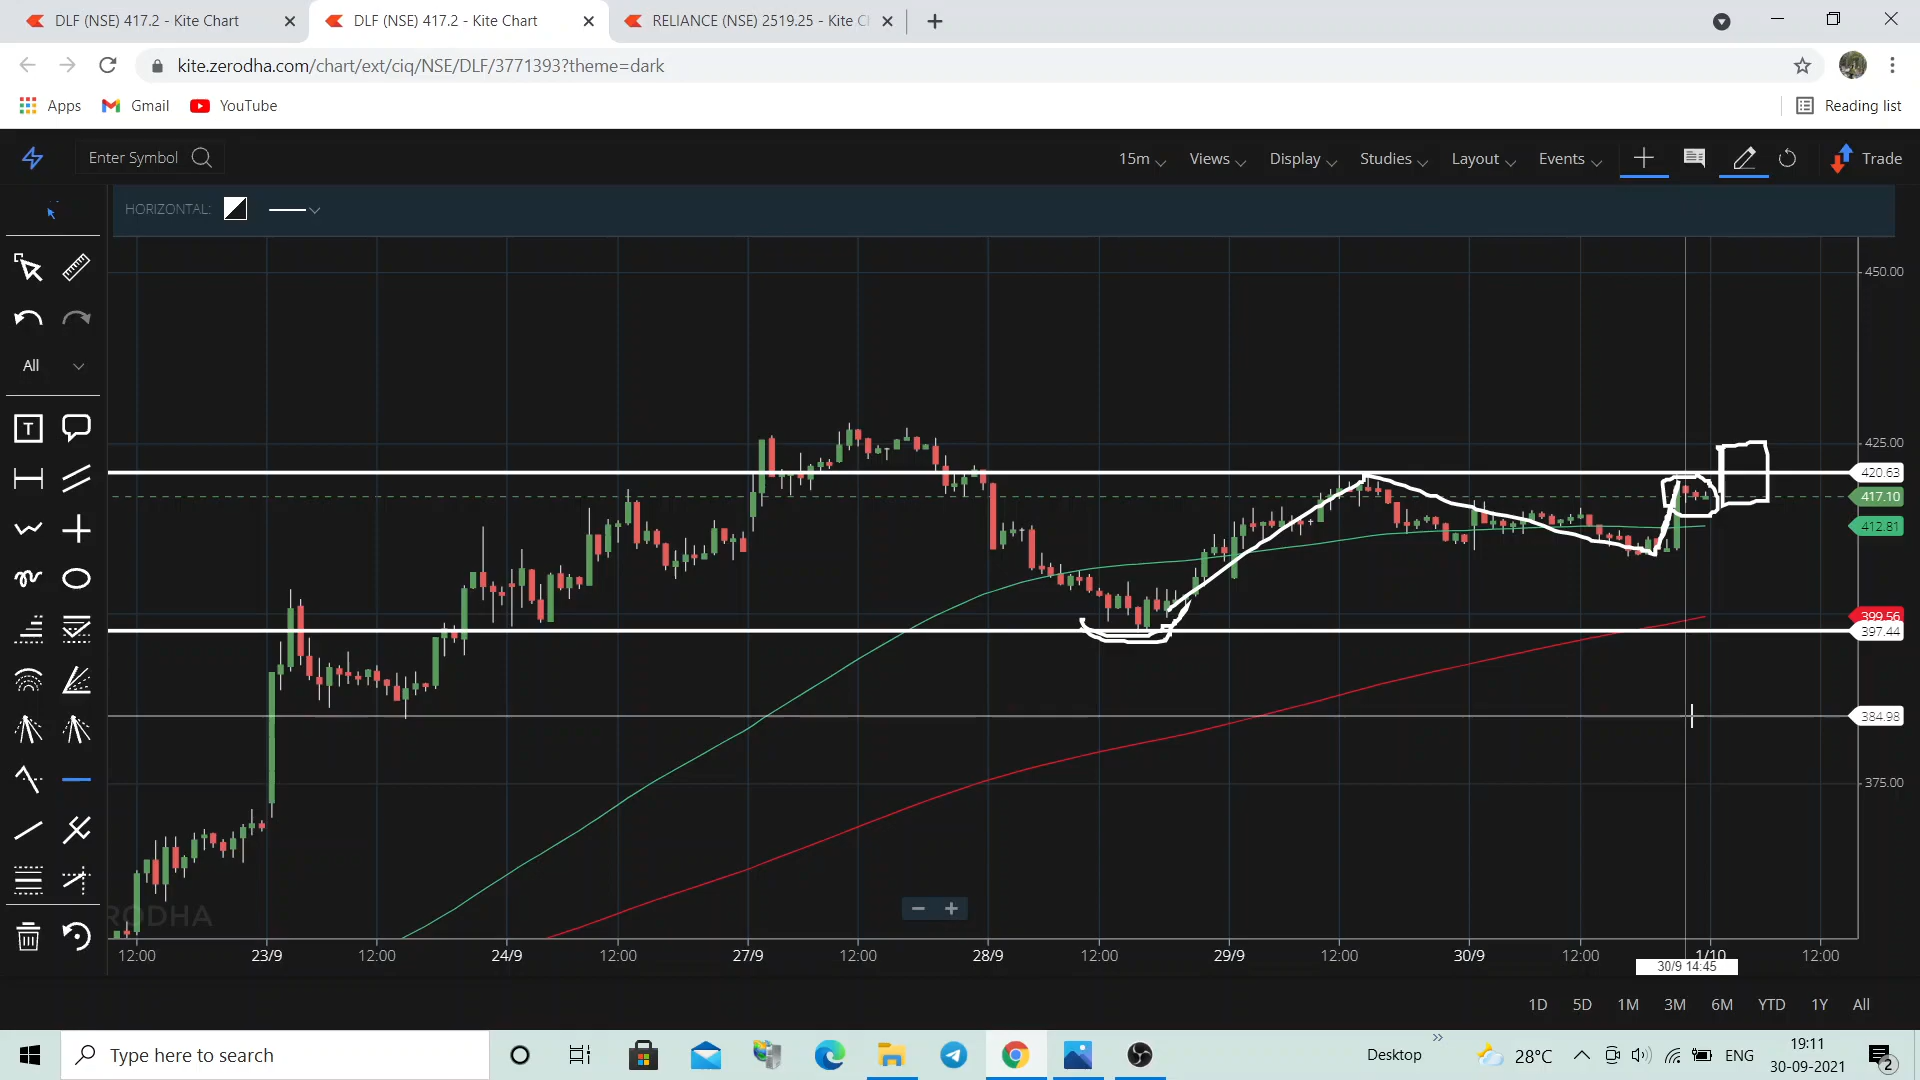 DLF (NSE) 417.2 - Kite Chart
DLF (NSE) 417.2 - Kite Chart
RELIANCE (NSE) 2519.25 - Kite C
kite.zerodha.com/chart/ext/ciq/NSE/DLF/3771393?theme=dark
Apps Gmail YouTube Reading list
Enter Symbol 15m Views Display Studies Layout Events Trade
HORIZONTAL:
All
T
450.00
425.00
420.63
417.10
412.81
399.56
397.44
384.98
375.00
RODHA
12:00 23/9 12:00 24/9 12:00 27/9 12:00 28/9 12:00 29/9 12:00 30/9 12:00 1/10 12:00
30/9 14:45
1D 5D 1M 3M 6M YTD 1Y All
Type here to search Desktop 28°C ENG 19:11
30-09-2021
2